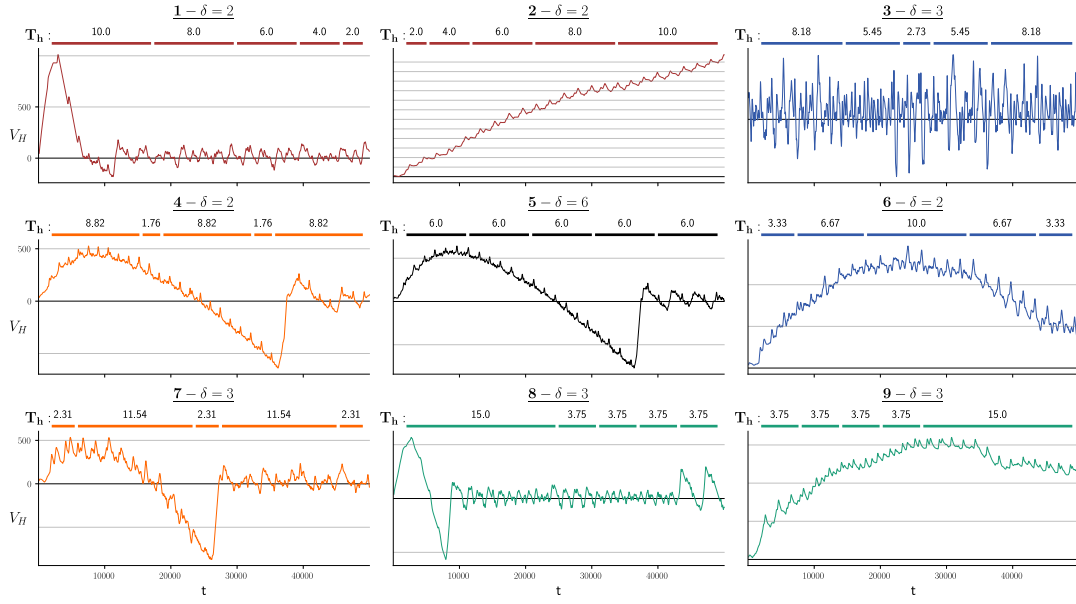 1 − δ = 2
2 − δ = 2
3 − δ = 3
T_h : 10.0 8.0 6.0 4.0 2.0
T_h : 2.0 4.0 6.0 8.0 10.0
T_h : 8.18 5.45 2.73 5.45 8.18
500
V_H
0
4 − δ = 2
5 − δ = 6
6 − δ = 2
T_h : 8.82 1.76 8.82 1.76 8.82
T_h : 6.0 6.0 6.0 6.0 6.0
T_h : 3.33 6.67 10.0 6.67 3.33
500
0
V_H
7 − δ = 3
8 − δ = 3
9 − δ = 3
T_h : 2.31 11.54 2.31 11.54 2.31
T_h : 15.0 3.75 3.75 3.75 3.75
T_h : 3.75 3.75 3.75 3.75 15.0
500
0
V_H
10000 20000 30000 40000
10000 20000 30000 40000
10000 20000 30000 40000
t
t
t